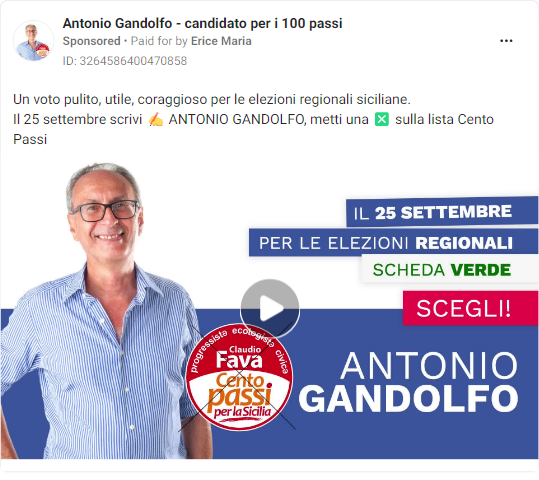 Antonio Gandolfo - candidato per i 100 passi
Sponsored • Paid for by Erice Maria
ID: 3264586400470858
Un voto pulito, utile, coraggioso per le elezioni regionali siciliane.
Il 25 settembre scrivi ✍️ ANTONIO GANDOLFO, metti una ❎ sulla lista Cento
Passi
IL 25 SETTEMBRE
PER LE ELEZIONI REGIONALI
SCHEDA VERDE
SCEGLI!
progressista ecologista civica
Claudio
Fava
Cento
passi
per la Sicilia
ANTONIO
GANDOLFO